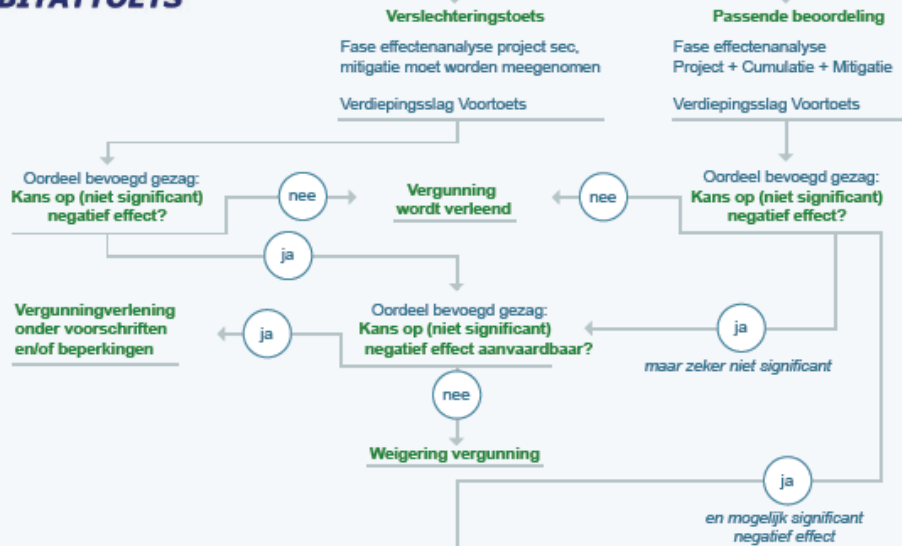 Verslechteringstoets
Fase effectenanalyse project sec,
mitigatie moet worden meegenomen
Verdiepingsslag Voortoets
Passende beoordeling
Fase effectenanalyse
Project + Cumulatie + Mitigatie
Verdiepingsslag Voortoets
Oordeel bevoegd gezag:
Kans op (niet significant)
negatief effect?
nee
Vergunning
wordt verleend
nee
Oordeel bevoegd gezag:
Kans op (niet significant)
negatief effect?
ja
Vergunningverlening
onder voorschriften
en/of beperkingen
ja
Oordeel bevoegd gezag:
Kans op (niet significant)
negatief effect aanvaardbaar?
ja
maar zeker niet significant
nee
Weigering vergunning
ja
en mogelijk significant
negatief effect